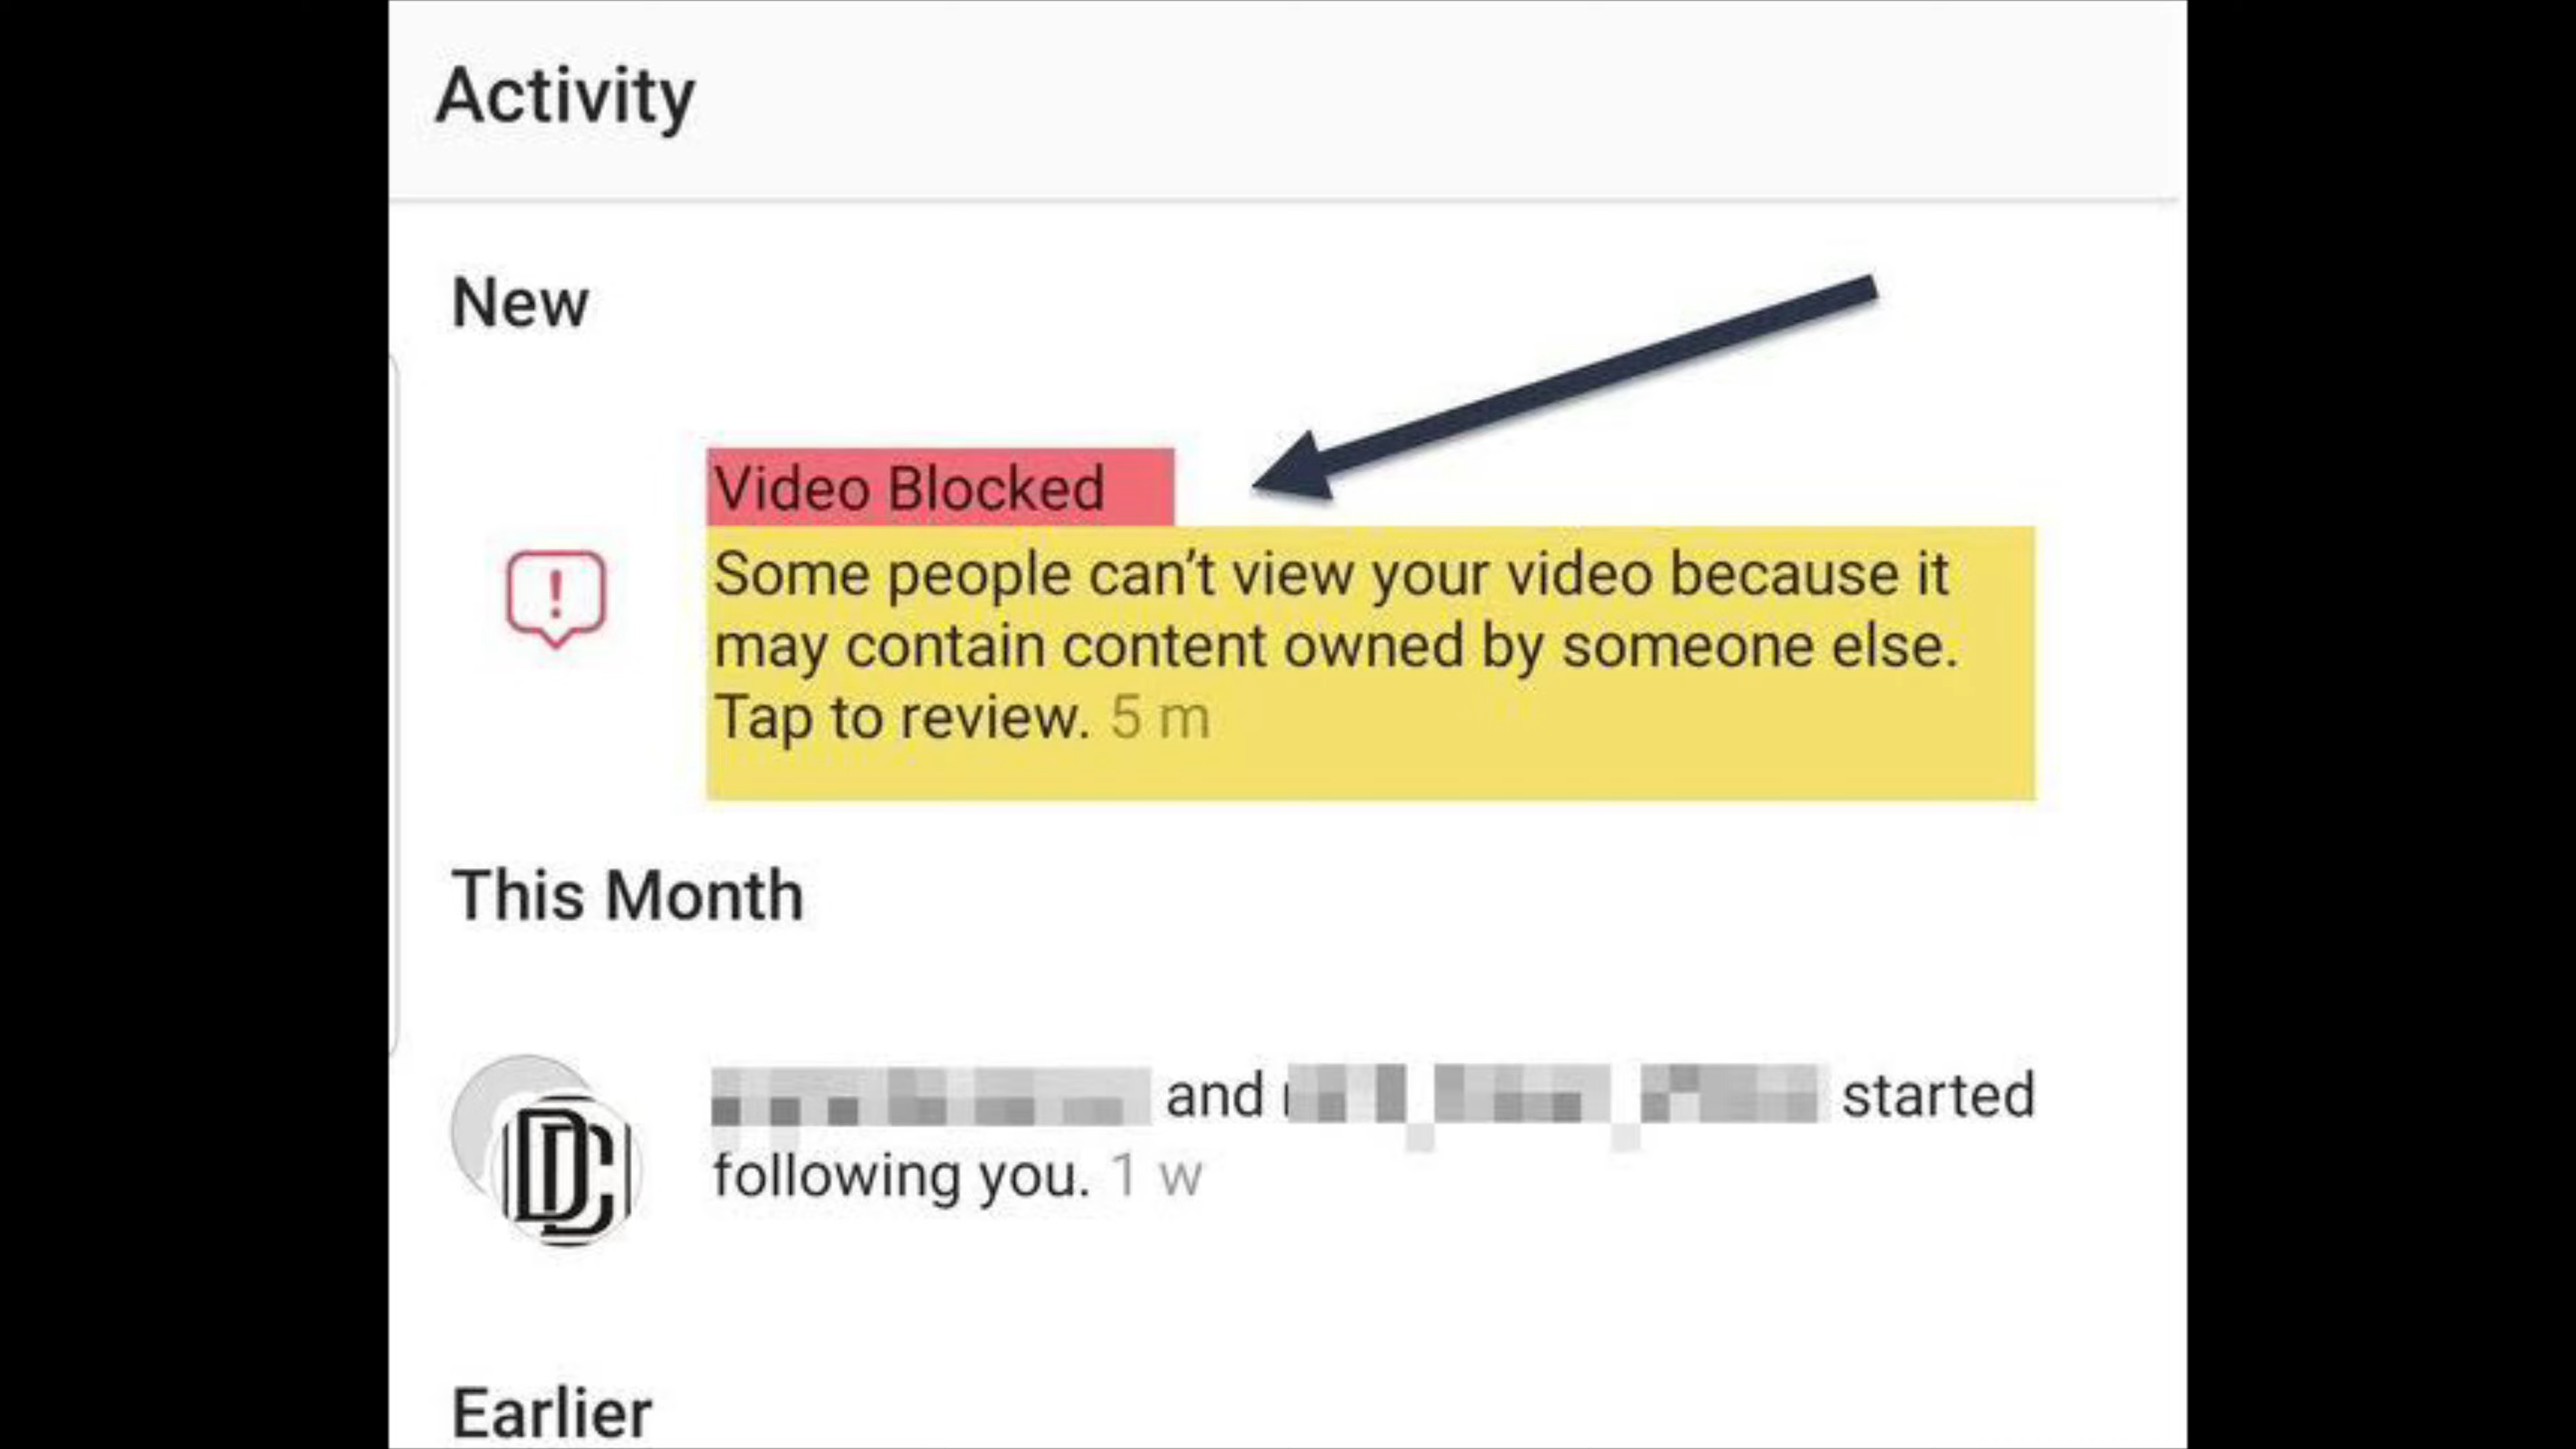 Activity
New
Video Blocked
Some people can't view your video because it
may contain content owned by someone else.
Tap to review. 5 m
This Month
and started
following you. 1 w
DC
Earlier